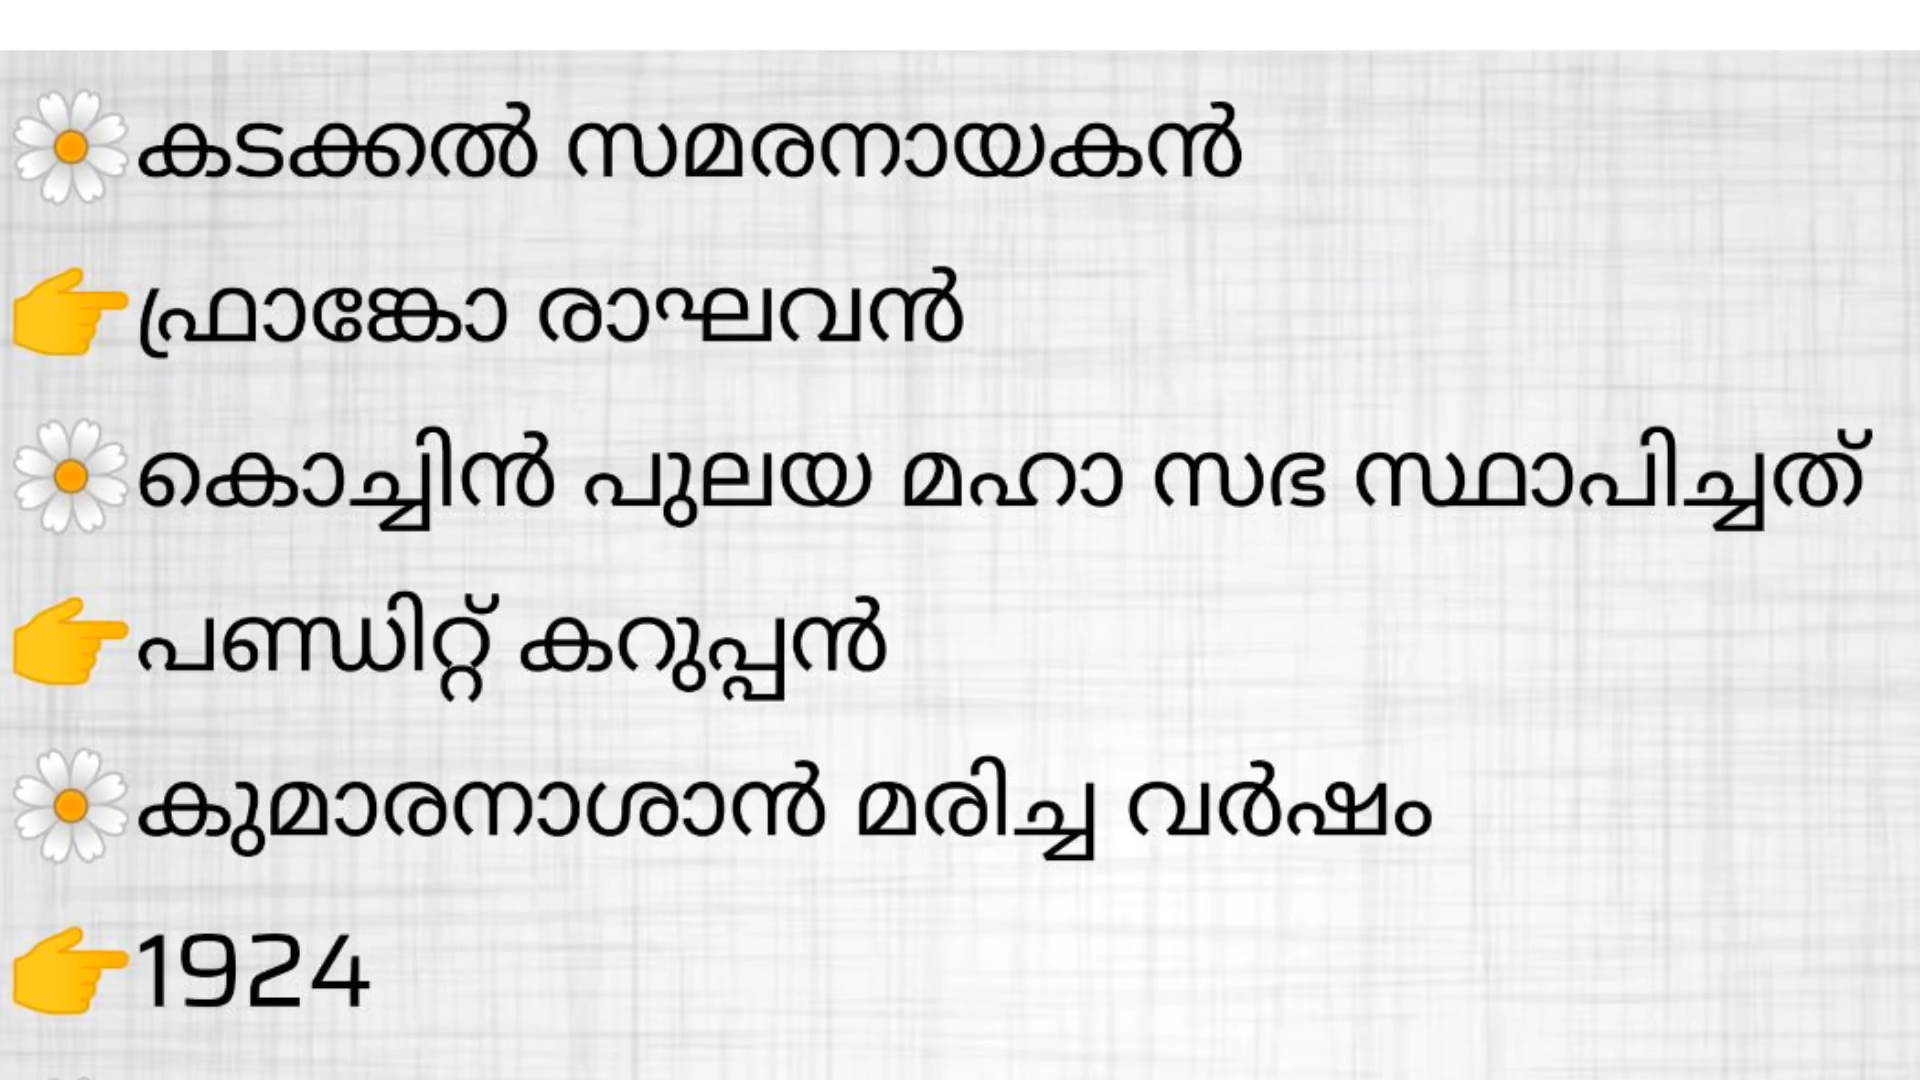 🌼കടക്കൽ സമരനായകൻ
👉ഫ്രാങ്കോ രാഘവൻ
🌼കൊച്ചിൻ പുലയ മഹാ സഭ സ്ഥാപിച്ചത്
👉പണ്ഡിറ്റ് കറുപ്പൻ
🌼കുമാരനാശാൻ മരിച്ച വർഷം
👉1924